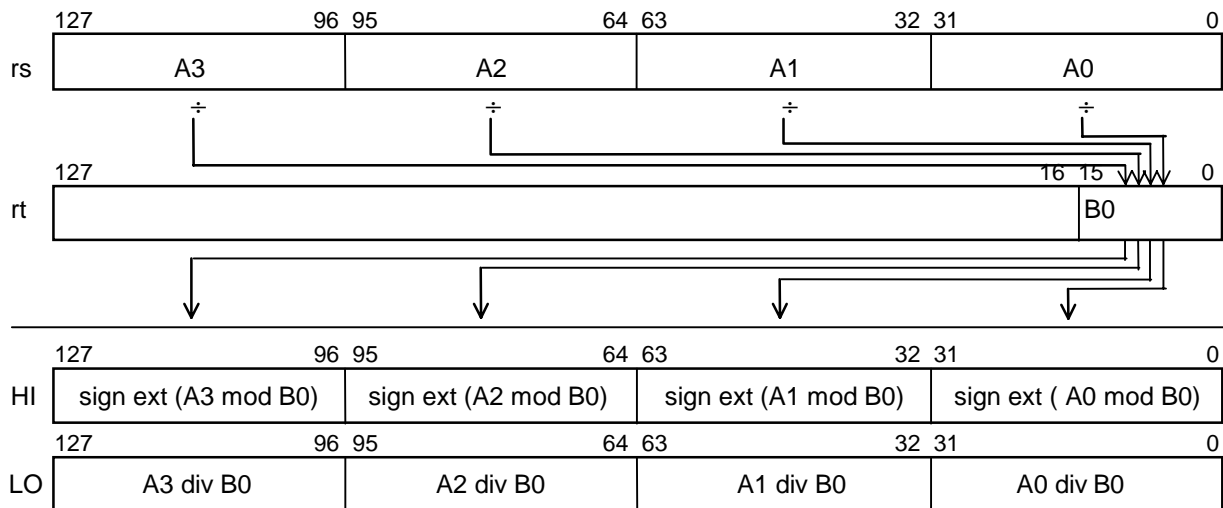 127 96 95 64 63 32 31 0
rs A3 A2 A1 A0
÷ ÷ ÷ ÷
127 16 15 0
rt B0
127 96 95 64 63 32 31 0
HI sign ext (A3 mod B0) sign ext (A2 mod B0) sign ext (A1 mod B0) sign ext ( A0 mod B0)
127 96 95 64 63 32 31 0
LO A3 div B0 A2 div B0 A1 div B0 A0 div B0